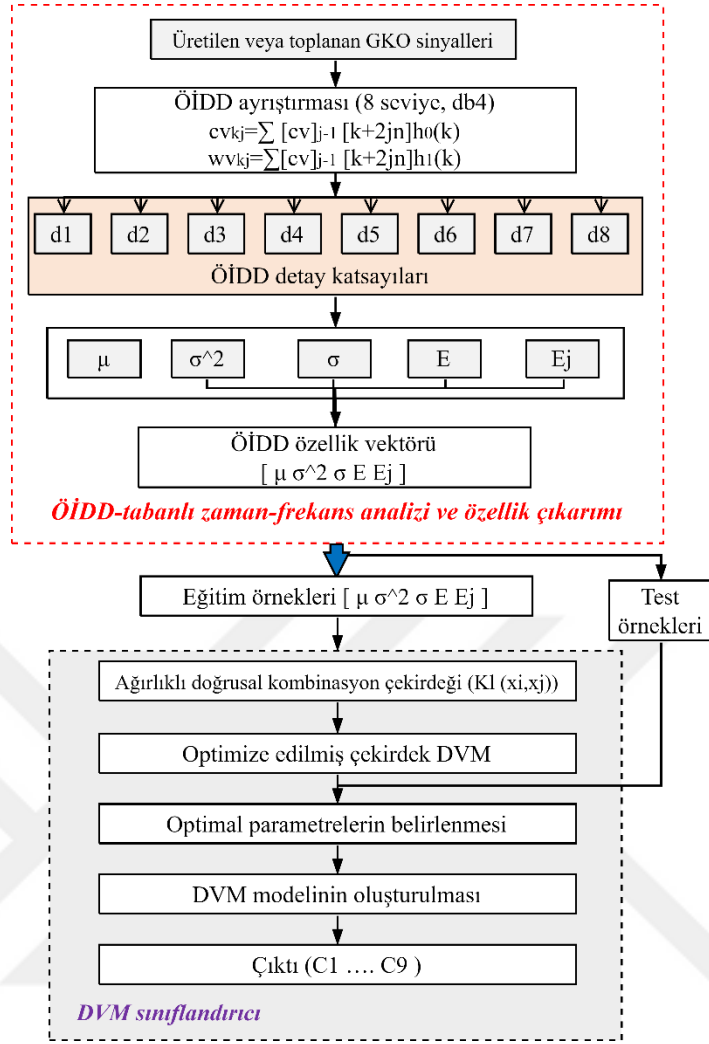 Üretilen veya toplanan GKO sinyalleri
ÖİDD ayrıştırması (8 seviye, db4)
cvkj=∑ [cv]j-1 [k+2jn]h0(k)
wvkj=∑[cv]j-1 [k+2jn]h1(k)
d1 d2 d3 d4 d5 d6 d7 d8
ÖİDD detay katsayıları
μ σ^2 σ E Ej
ÖİDD özellik vektörü
[ μ σ^2 σ E Ej ]
ÖİDD-tabanlı zaman-frekans analizi ve özellik çıkarımı
Eğitim örnekleri [ μ σ^2 σ E Ej ]
Test
örnekleri
Ağırlıklı doğrusal kombinasyon çekirdeği (Kl (xi,xj))
Optimize edilmiş çekirdek DVM
Optimal parametrelerin belirlenmesi
DVM modelinin oluşturulması
Çıktı (C1 .... C9 )
DVM sınıflandırıcı